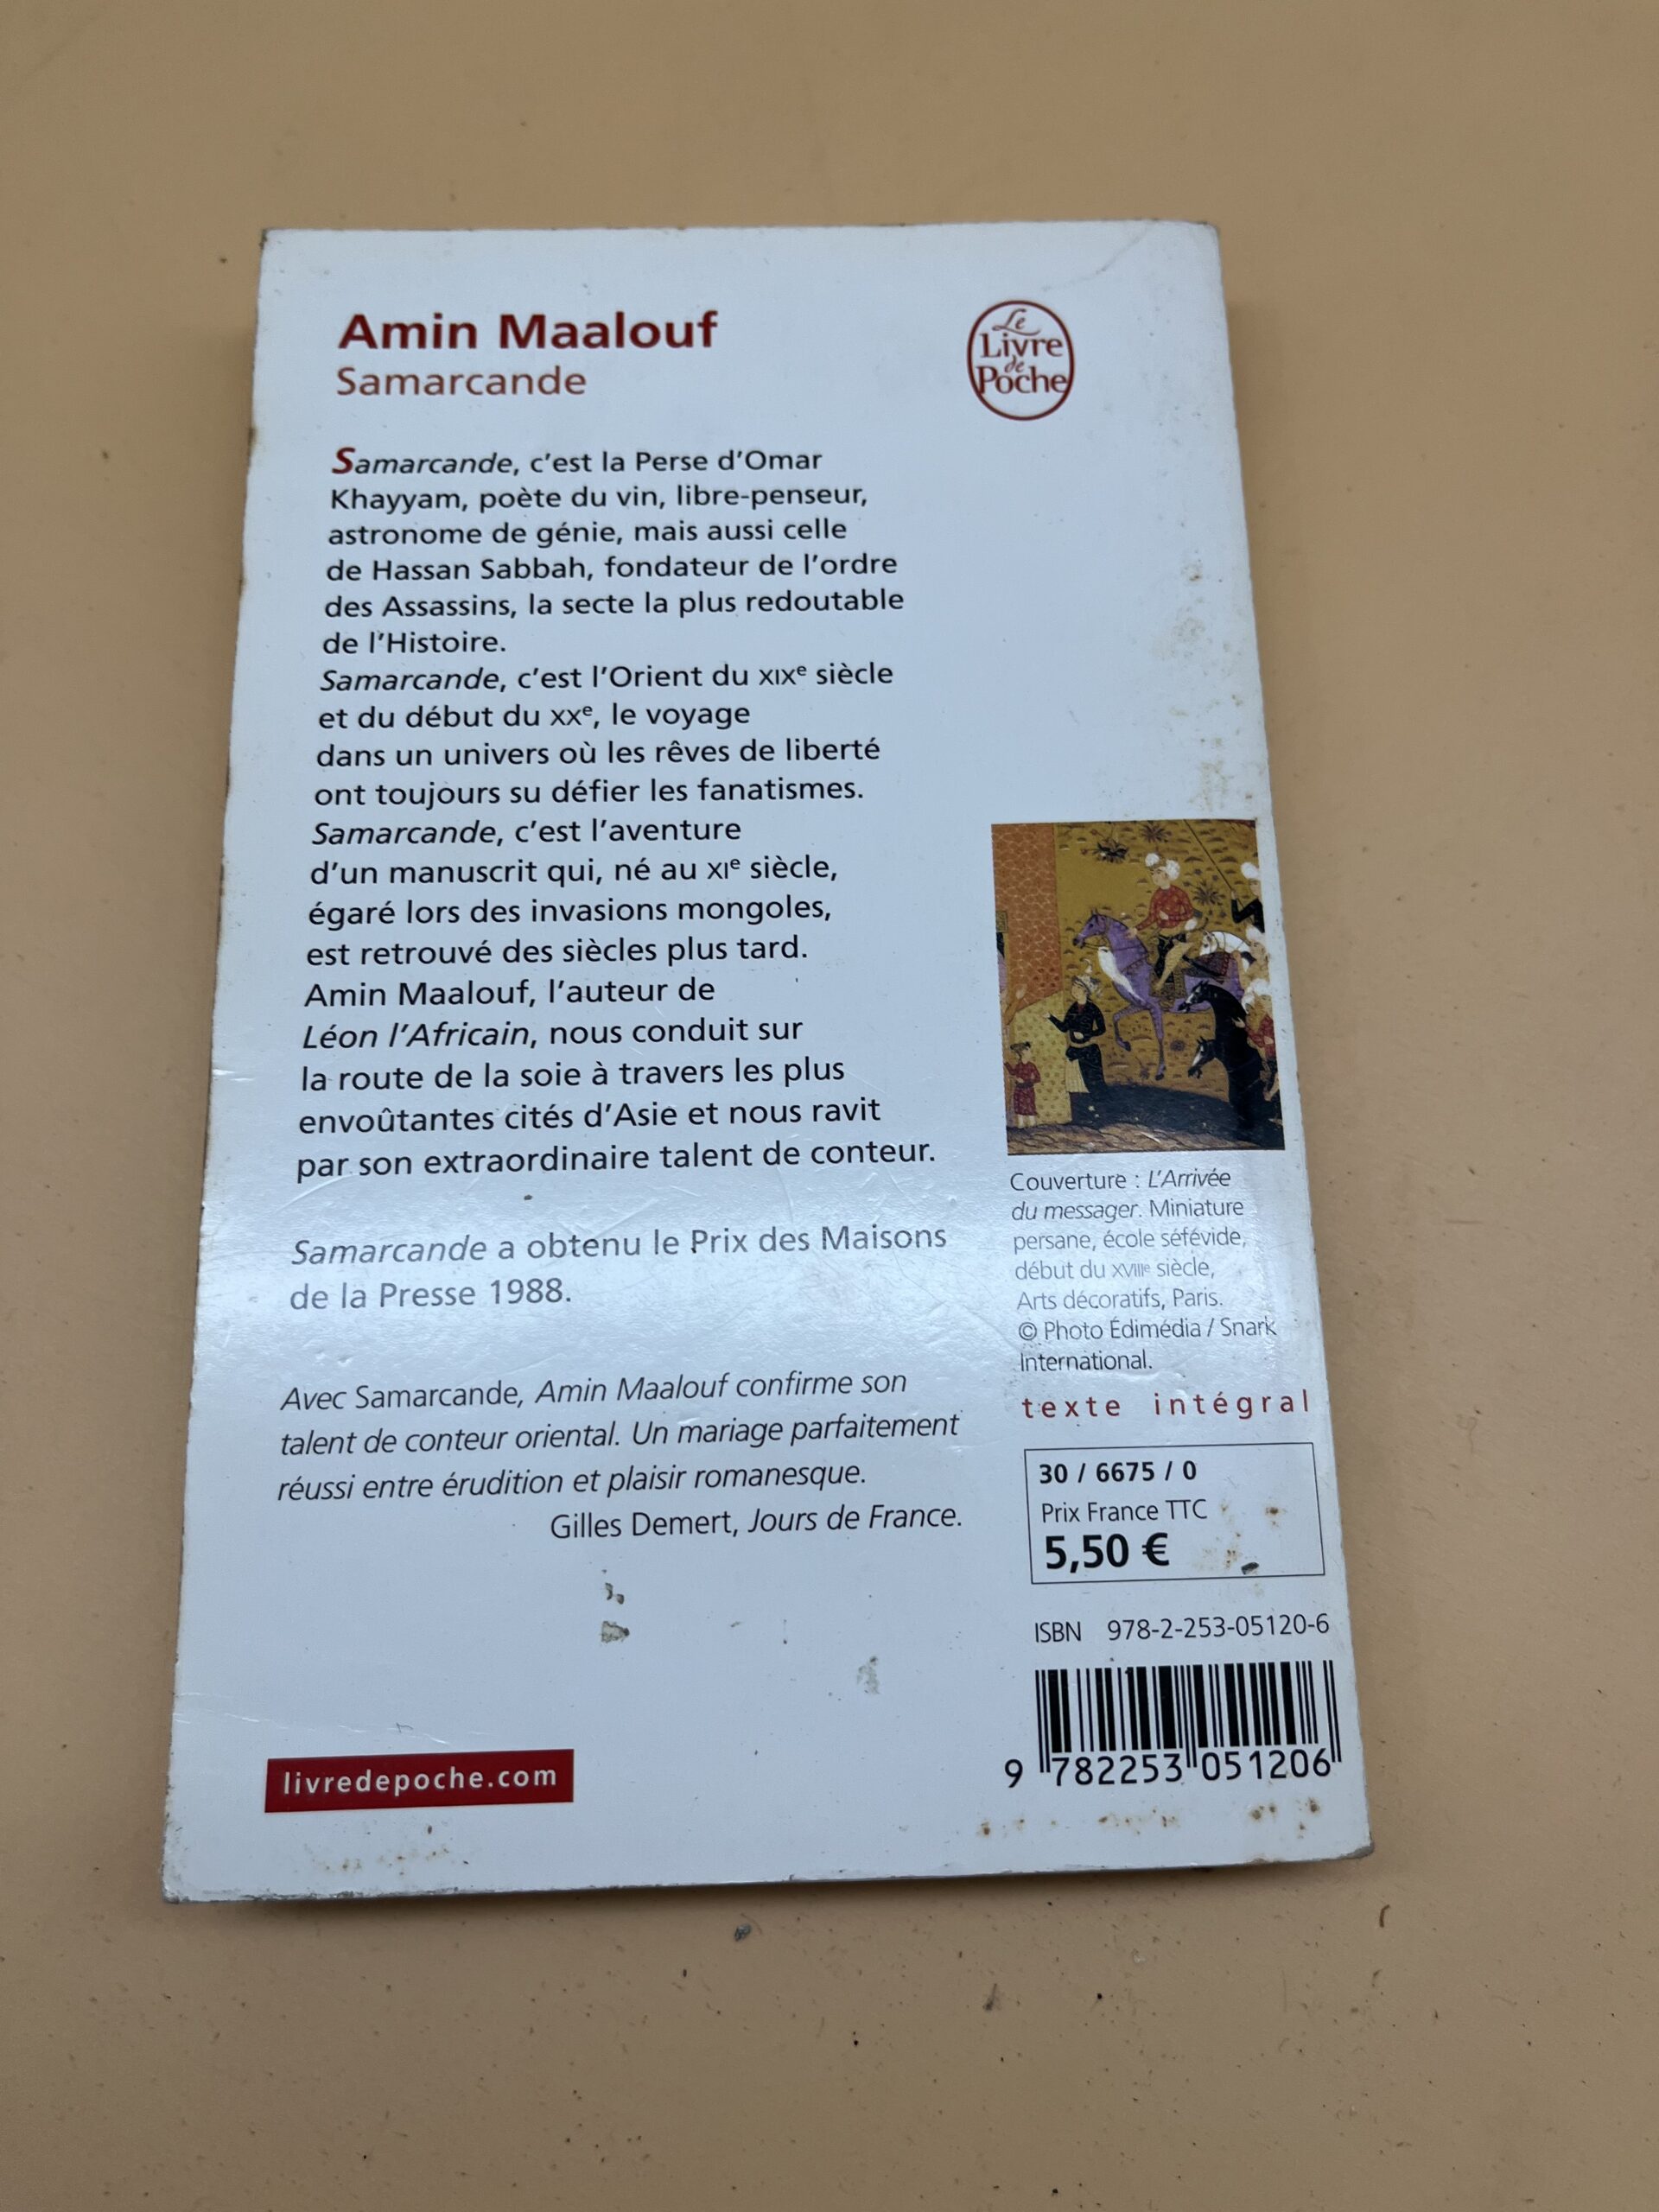 Amin Maalouf
Samarcande
Le
Livre
de
Poche
Samarcande, c'est la Perse d'Omar
Khayyam, poète du vin, libre-penseur,
astronome de génie, mais aussi celle
de Hassan Sabbah, fondateur de l'ordre
des Assassins, la secte la plus redoutable
de l'Histoire.
Samarcande, c'est l'Orient du XIXe siècle
et du début du XXe, le voyage
dans un univers où les rêves de liberté
ont toujours su défier les fanatismes.
Samarcande, c'est l'aventure
d'un manuscrit qui, né au XIe siècle,
égaré lors des invasions mongoles,
est retrouvé des siècles plus tard.
Amin Maalouf, l'auteur de
Léon l'Africain, nous conduit sur
la route de la soie à travers les plus
envoûtantes cités d'Asie et nous ravit
par son extraordinaire talent de conteur.
Samarcande a obtenu le Prix des Maisons
de la Presse 1988.
Avec Samarcande, Amin Maalouf confirme son
talent de conteur oriental. Un mariage parfaitement
réussi entre érudition et plaisir romanesque.
Gilles Demert, Jours de France.
livredepoche.com
Couverture : L'Arrivée
du messager. Miniature
persane, école séfévide,
début du XVIIIe siècle,
Arts décoratifs, Paris.
© Photo Édimédia / Snark
International.
texte intégral
30 / 6675 / 0
Prix France TTC
5,50 €
ISBN 978-2-253-05120-6
9 782253 051206